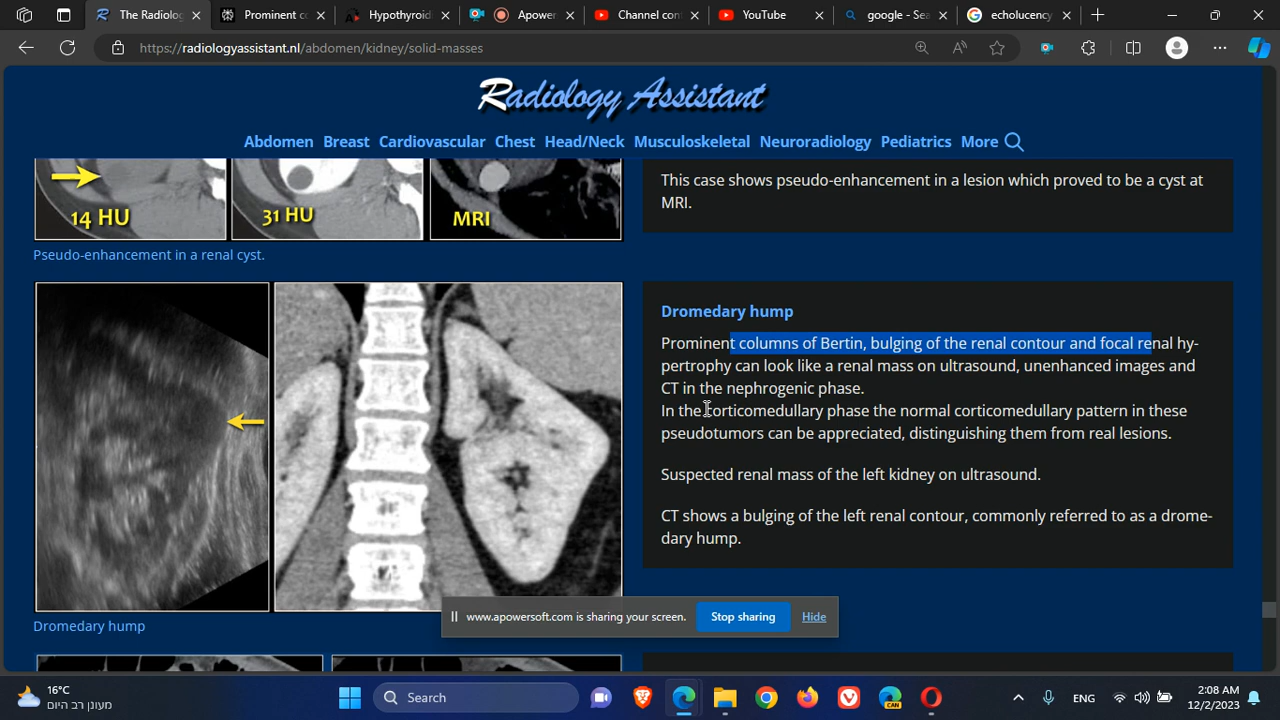 The Radiolog
Prominent co
Hypothyroid
Apower
Channel con
YouTube
google - Sea
echolucency
https://radiologyassistant.nl/abdomen/kidney/solid-masses
Radiology Assistant
Abdomen Breast Cardiovascular Chest Head/Neck Musculoskeletal Neuroradiology Pediatrics More
14 HU
31 HU
MRI
Pseudo-enhancement in a renal cyst.
This case shows pseudo-enhancement in a lesion which proved to be a cyst at
MRI.
Dromedary hump
Prominent columns of Bertin, bulging of the renal contour and focal renal hy-
pertrophy can look like a renal mass on ultrasound, unenhanced images and
CT in the nephrogenic phase.
In the corticomedullary phase the normal corticomedullary pattern in these
pseudotumors can be appreciated, distinguishing them from real lesions.
Suspected renal mass of the left kidney on ultrasound.
CT shows a bulging of the left renal contour, commonly referred to as a drome-
dary hump.
Dromedary hump
www.apowersoft.com is sharing your screen.
Stop sharing
Hide
16°C
מעונן רב היום
Search
CAN
ENG
2:08 AM
12/2/2023